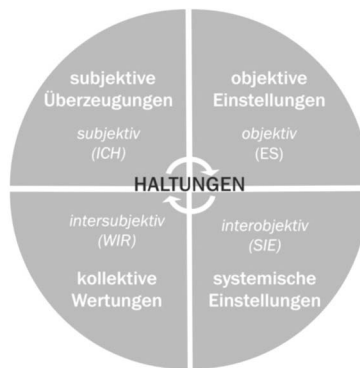 subjektive
Überzeugungen
subjektiv
(ICH)
objektive
Einstellungen
objektiv
(ES)
HALTUNGEN
intersubjektiv
(WIR)
kollektive
Wertungen
interobjektiv
(SIE)
systemische
Einstellungen